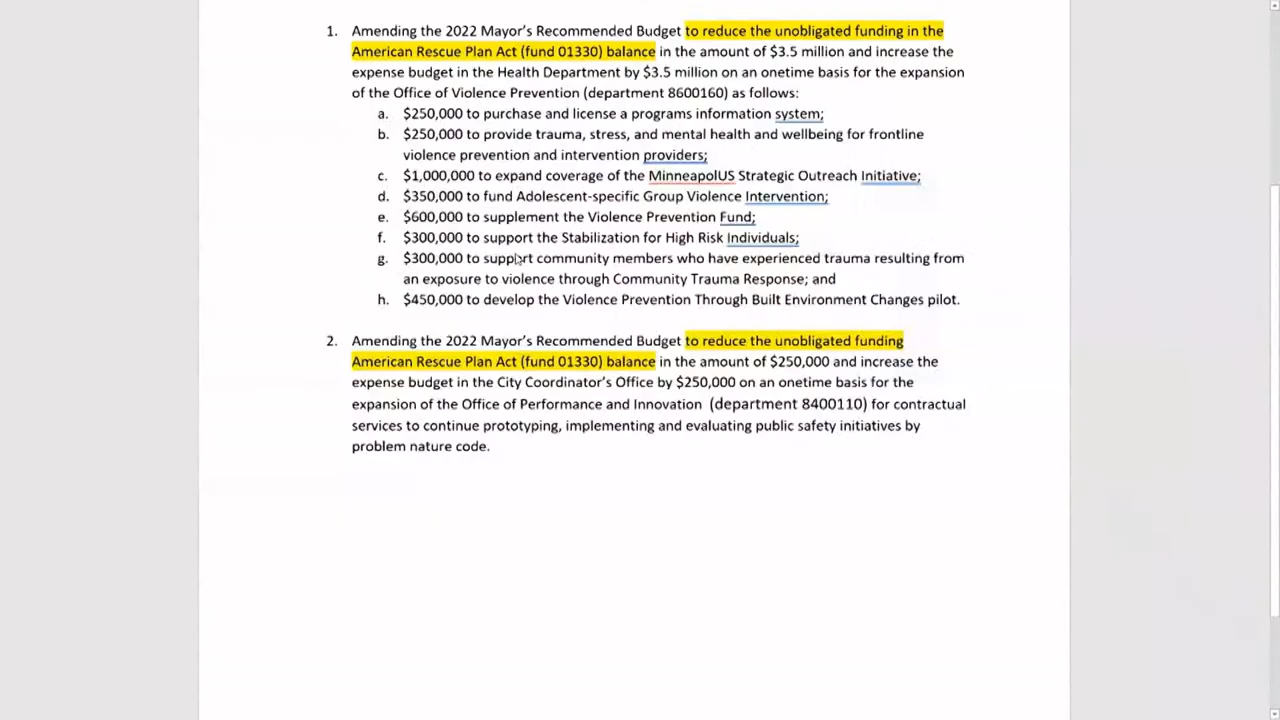 1. Amending the 2022 Mayor's Recommended Budget to reduce the unobligated funding in the
American Rescue Plan Act (fund 01330) balance in the amount of $3.5 million and increase the
expense budget in the Health Department by $3.5 million on an onetime basis for the expansion
of the Office of Violence Prevention (department 8600160) as follows:
a. $250,000 to purchase and license a programs information system;
b. $250,000 to provide trauma, stress, and mental health and wellbeing for frontline
violence prevention and intervention providers;
c. $1,000,000 to expand coverage of the MinneapolUS Strategic Outreach Initiative;
d. $350,000 to fund Adolescent-specific Group Violence Intervention;
e. $600,000 to supplement the Violence Prevention Fund;
f. $300,000 to support the Stabilization for High Risk Individuals;
g. $300,000 to support community members who have experienced trauma resulting from
an exposure to violence through Community Trauma Response; and
h. $450,000 to develop the Violence Prevention Through Built Environment Changes pilot.
2. Amending the 2022 Mayor's Recommended Budget to reduce the unobligated funding
American Rescue Plan Act (fund 01330) balance in the amount of $250,000 and increase the
expense budget in the City Coordinator's Office by $250,000 on an onetime basis for the
expansion of the Office of Performance and Innovation (department 8400110) for contractual
services to continue prototyping, implementing and evaluating public safety initiatives by
problem nature code.